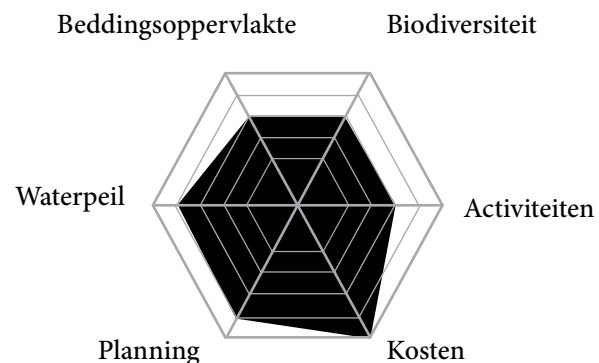 Beddingsoppervlakte
Biodiversiteit
Waterpeil
Activiteiten
Planning
Kosten